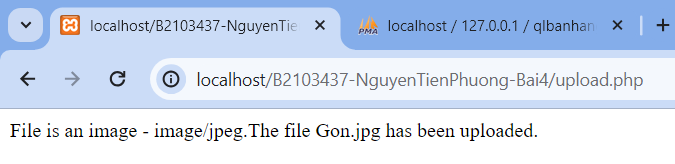 localhost/B2103437-NguyenTie
PMA
localhost / 127.0.0.1 / qlbanhan
localhost/B2103437-NguyenTienPhuong-Bai4/upload.php
File is an image - image/jpeg.The file Gon.jpg has been uploaded.